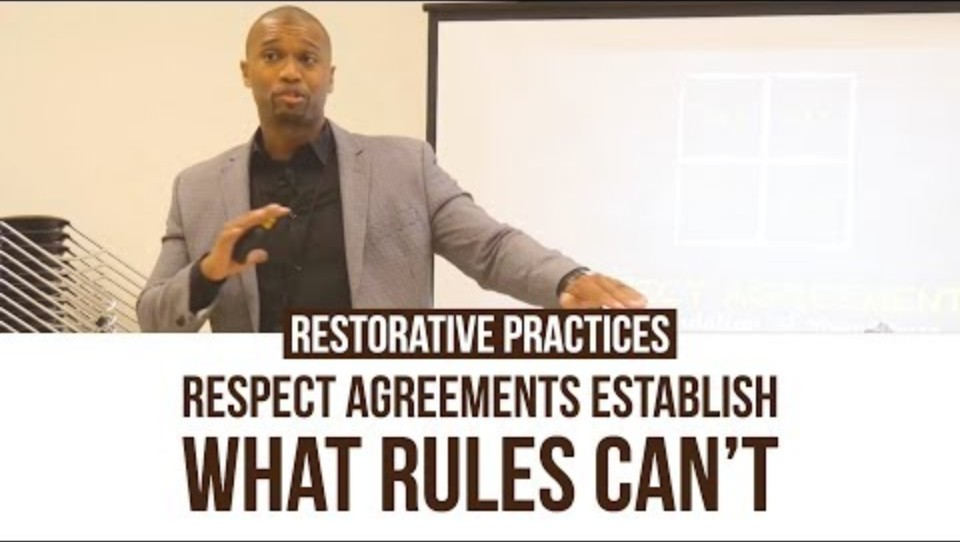 RESTORATIVE PRACTICES
RESPECT AGREEMENTS ESTABLISH
WHAT RULES CAN'T